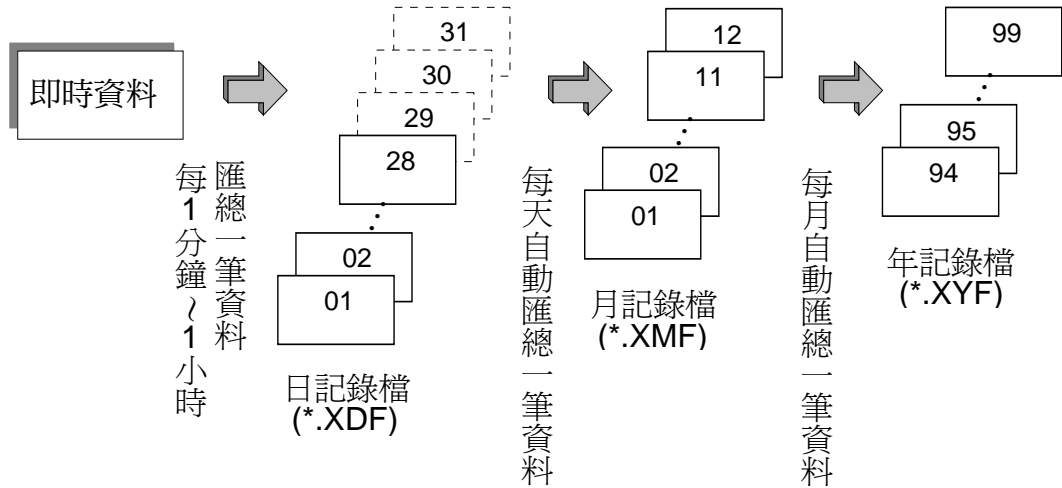 即時資料
每1分鐘~1小時
匯總一筆資料
31
30
29
28
02
01
日記錄檔
(*.XDF)
每天自動匯總一筆資料
12
11
02
01
月記錄檔
(*.XMF)
每月自動匯總一筆資料
99
95
94
年記錄檔
(*.XYF)